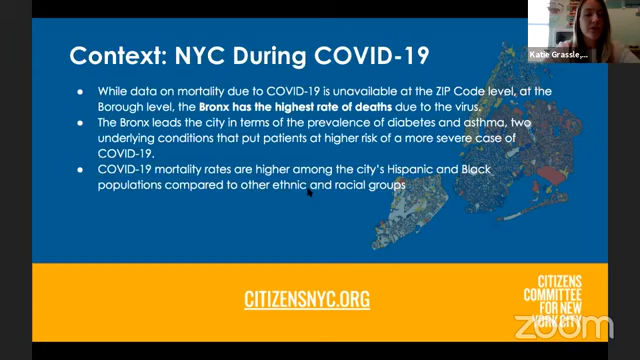 Context: NYC During COVID-19
Katie Grassle,...
● While data on mortality due to COVID-19 is unavailable at the ZIP Code level, at the
Borough level, the Bronx has the highest rate of deaths due to the virus.
● The Bronx leads the city in terms of the prevalence of diabetes and asthma, two
underlying conditions that put patients at higher risk of a more severe case of
COVID-19.
● COVID-19 mortality rates are higher among the city's Hispanic and Black
populations compared to other ethnic and racial groups
CITIZENSNYC.ORG
CITIZENS
COMMITTEE
FOR NEW
YORK CITY
zoom